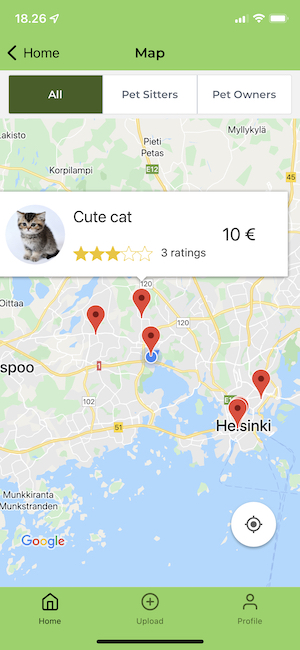 18.26
Home
Map
All
Pet Sitters
Pet Owners
Myllykylä
akisto
Pieti
Petas
E12
Korpilampi
45
Cute cat
10 €
3 ratings
Oittaa
120
120
spoo
1
102
51
Helsinki
Munkkiranta
Munkstranden
Google
Home
Upload
Profile